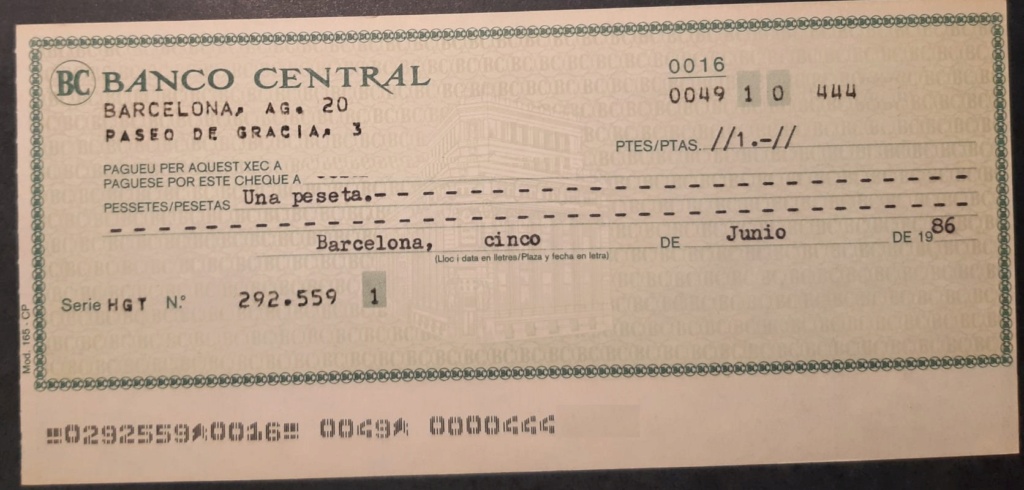 BC BANCO CENTRAL
BARCELONA, AG. 20
PASEO DE GRACIA, 3
0016
0049 10 444
PTES/PTAS. //1.-//
PAGUEU PER AQUEST XEC A
PAGUESE POR ESTE CHEQUE A -----
PESSETES/PESETAS Una peseta.- - - - - - - - - - - - - - - - - - - - - - - - - - - -
- - - - - - - - - - - - - - - - - - - - - - - - - - - - - - - - - - -
Barcelona, cinco DE Junio DE 1986
(Lloc i data en lletres/Plaza y fecha en letra)
Serie HGT N.º 292.559 1
Mod. 165 - CP
⑈0292559⑆0016⑈ 0049⑆ 0000444